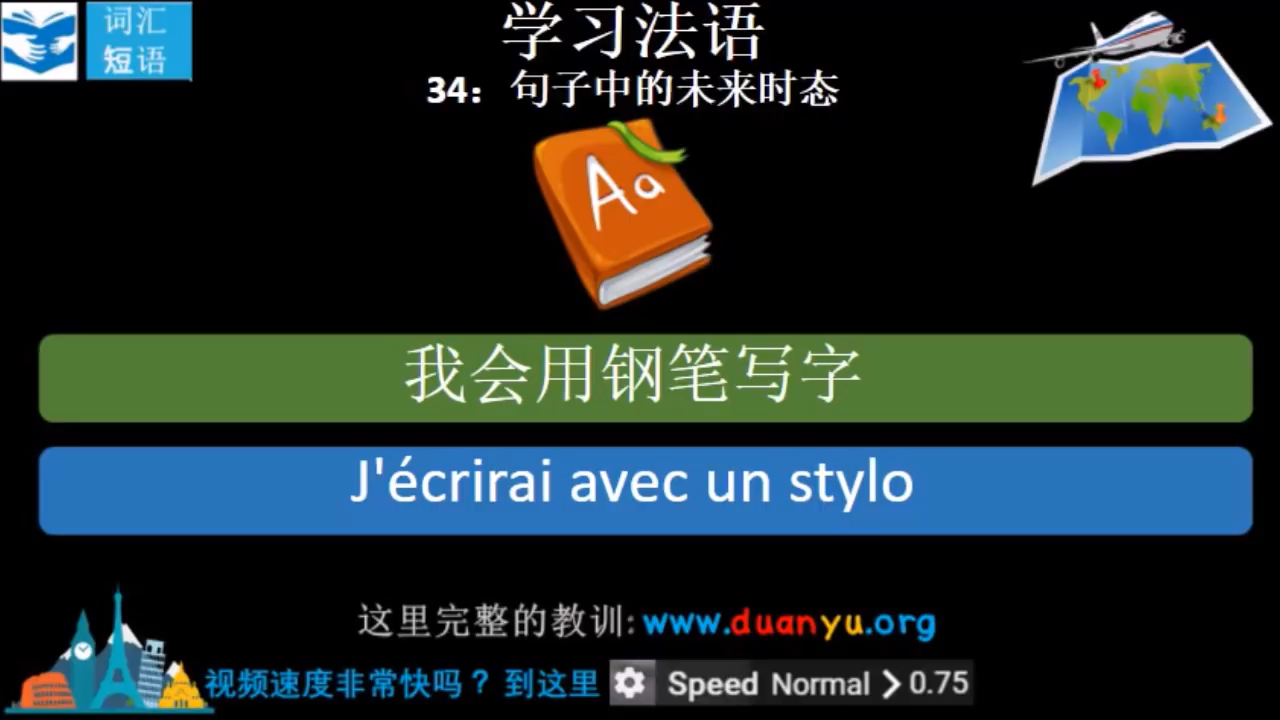 词汇
短语
学习法语
34：句子中的未来时态
Aa
我会用钢笔写字
J'écrirai avec un stylo
这里完整的教训: www.duanyu.org
视频速度非常快吗？到这里 Speed Normal > 0.75